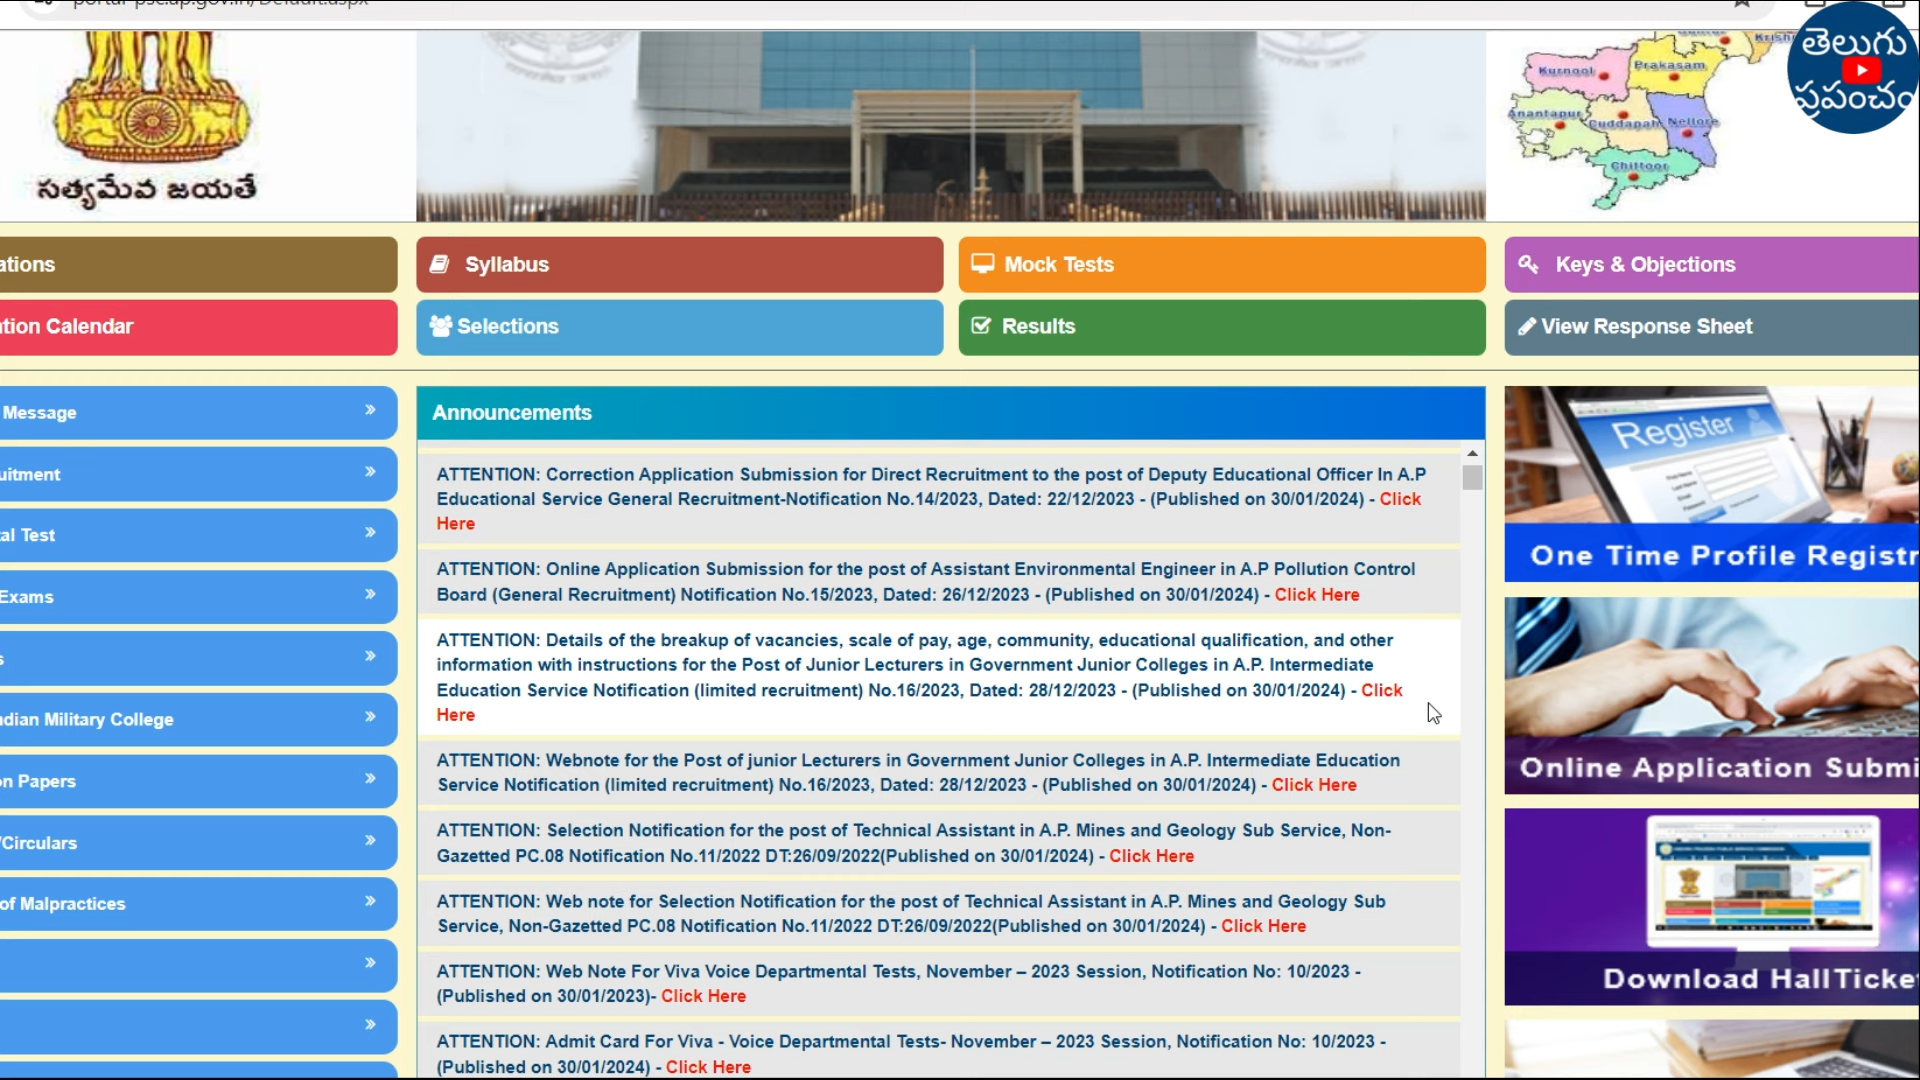 సత్యమేవ జయతే
Kurnool
Prakasam
Anantapur
Cuddapah
Nellore
Chittoor
తెలుగు
ప్రపంచం
ations
Syllabus
Mock Tests
Keys & Objections
tion Calendar
Selections
Results
View Response Sheet
Message
uitment
al Test
Exams
s
ndian Military College
on Papers
/Circulars
of Malpractices
Announcements
ATTENTION: Correction Application Submission for Direct Recruitment to the post of Deputy Educational Officer In A.P
Educational Service General Recruitment-Notification No.14/2023, Dated: 22/12/2023 - (Published on 30/01/2024) - Click
Here
ATTENTION: Online Application Submission for the post of Assistant Environmental Engineer in A.P Pollution Control
Board (General Recruitment) Notification No.15/2023, Dated: 26/12/2023 - (Published on 30/01/2024) - Click Here
ATTENTION: Details of the breakup of vacancies, scale of pay, age, community, educational qualification, and other
information with instructions for the Post of Junior Lecturers in Government Junior Colleges in A.P. Intermediate
Education Service Notification (limited recruitment) No.16/2023, Dated: 28/12/2023 - (Published on 30/01/2024) - Click
Here
ATTENTION: Webnote for the Post of junior Lecturers in Government Junior Colleges in A.P. Intermediate Education
Service Notification (limited recruitment) No.16/2023, Dated: 28/12/2023 - (Published on 30/01/2024) - Click Here
ATTENTION: Selection Notification for the post of Technical Assistant in A.P. Mines and Geology Sub Service, Non-
Gazetted PC.08 Notification No.11/2022 DT:26/09/2022(Published on 30/01/2024) - Click Here
ATTENTION: Web note for Selection Notification for the post of Technical Assistant in A.P. Mines and Geology Sub
Service, Non-Gazetted PC.08 Notification No.11/2022 DT:26/09/2022(Published on 30/01/2024) - Click Here
ATTENTION: Web Note For Viva Voice Departmental Tests, November – 2023 Session, Notification No: 10/2023 -
(Published on 30/01/2023)- Click Here
ATTENTION: Admit Card For Viva - Voice Departmental Tests- November – 2023 Session, Notification No: 10/2023 -
(Published on 30/01/2024) - Click Here
Register
One Time Profile Registr
Online Application Submi
Download HallTicke